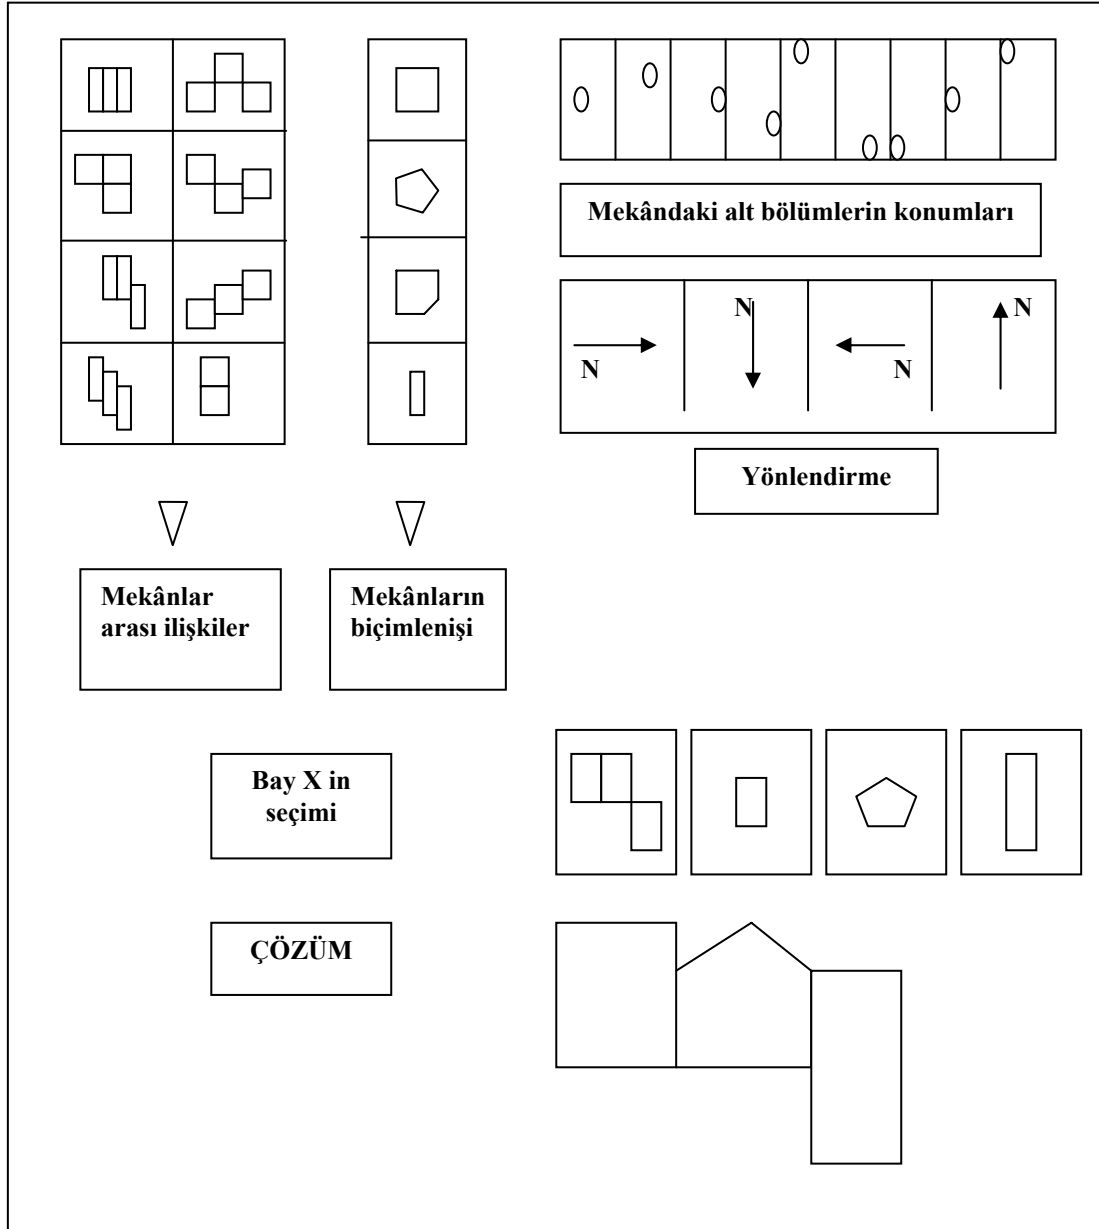 Mekândaki alt bölümlerin konumları
N
N
N
N
Yönlendirme
Mekânlar
arası ilişkiler
Mekânların
biçimlenişi
Bay X in
seçimi
ÇÖZÜM